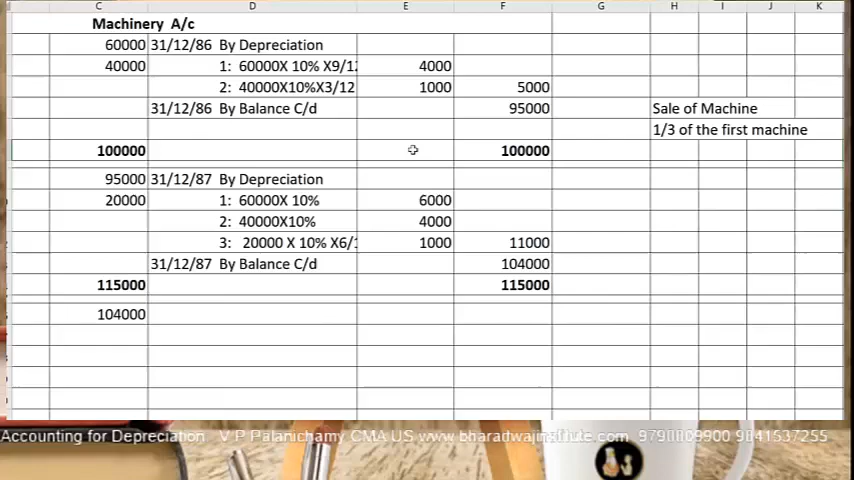 C D E F G H I J K
Machinery A/c
60000 31/12/86 By Depreciation
40000 1: 60000X 10% X9/12 4000
2: 40000X10%X3/12 1000 5000
31/12/86 By Balance C/d 95000 Sale of Machine
1/3 of the first machine
100000 100000
95000 31/12/87 By Depreciation
20000 1: 60000X 10% 6000
2: 40000X10% 4000
3: 20000 X 10% X6/1 1000 11000
31/12/87 By Balance C/d 104000
115000 115000
104000
Accounting for Depreciation V P Palanichamy CMA US www 9841537255